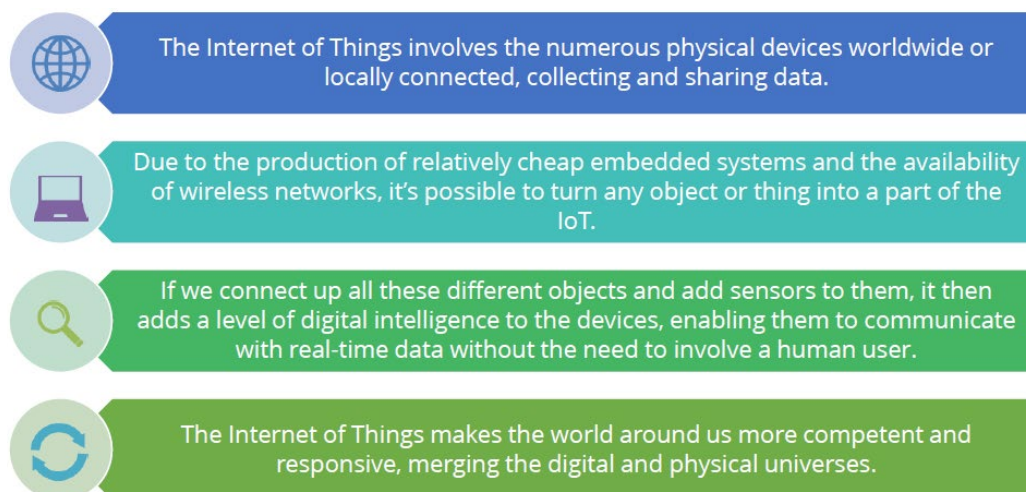 The Internet of Things involves the numerous physical devices worldwide or
locally connected, collecting and sharing data.
Due to the production of relatively cheap embedded systems and the availability
of wireless networks, it’s possible to turn any object or thing into a part of the
IoT.
If we connect up all these different objects and add sensors to them, it then
adds a level of digital intelligence to the devices, enabling them to communicate
with real-time data without the need to involve a human user.
The Internet of Things makes the world around us more competent and
responsive, merging the digital and physical universes.